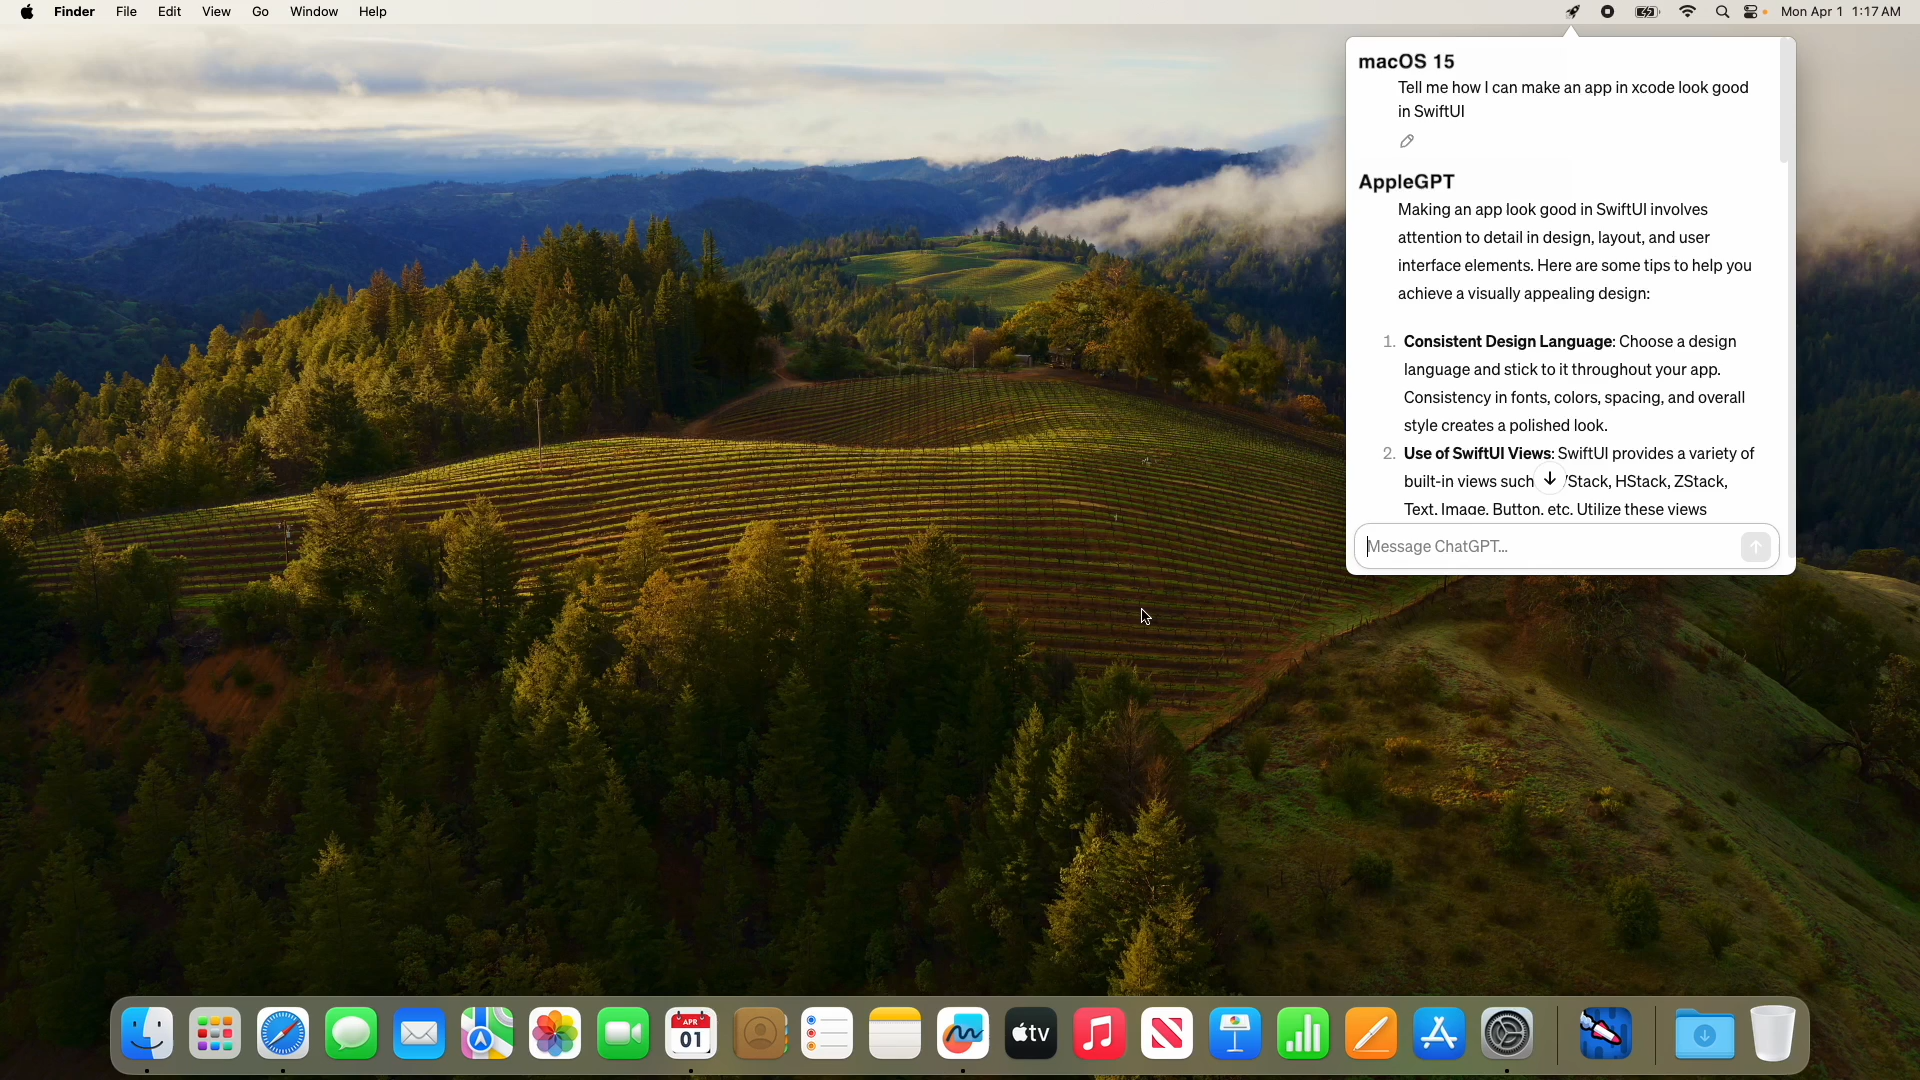 Finder File Edit View Go Window Help
Mon Apr 1 1:17 AM
macOS 15
Tell me how I can make an app in xcode look good
in SwiftUI
AppleGPT
Making an app look good in SwiftUI involves
attention to detail in design, layout, and user
interface elements. Here are some tips to help you
achieve a visually appealing design:
1. Consistent Design Language: Choose a design
language and stick to it throughout your app.
Consistency in fonts, colors, spacing, and overall
style creates a polished look.
2. Use of SwiftUI Views: SwiftUI provides a variety of
built-in views such Stack, HStack, ZStack,
Text, Image, Button, etc. Utilize these views
Message ChatGPT...
APR
01
tv